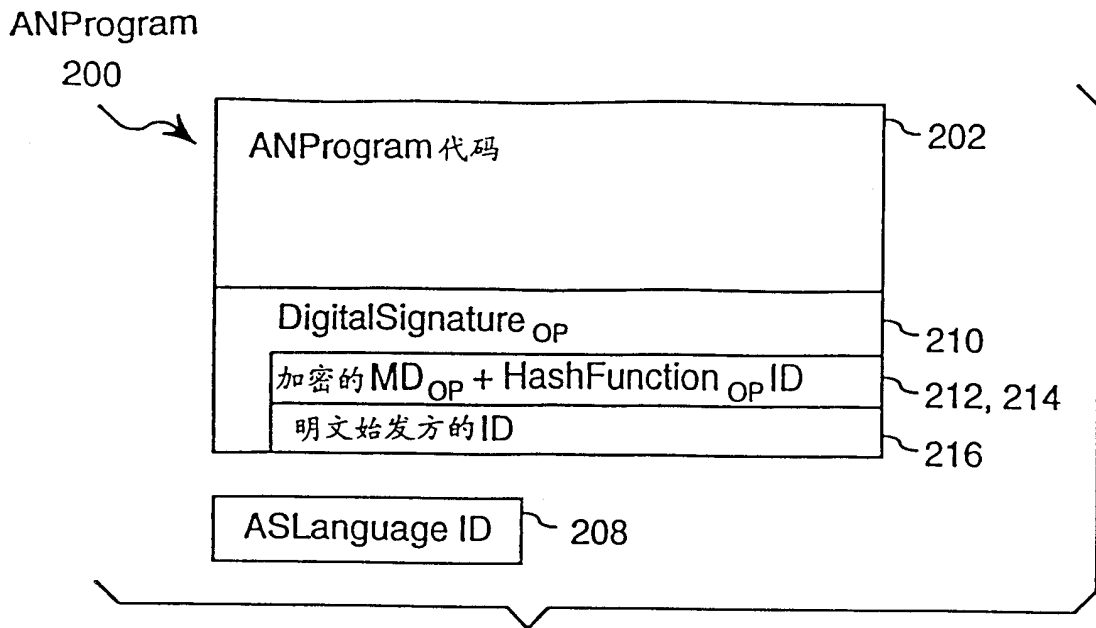 ANProgram
200
ANProgram代码
202
DigitalSignature OP
210
加密的MD OP + HashFunction OP ID
212, 214
明文始发方的ID
216
ASLanguage ID
208